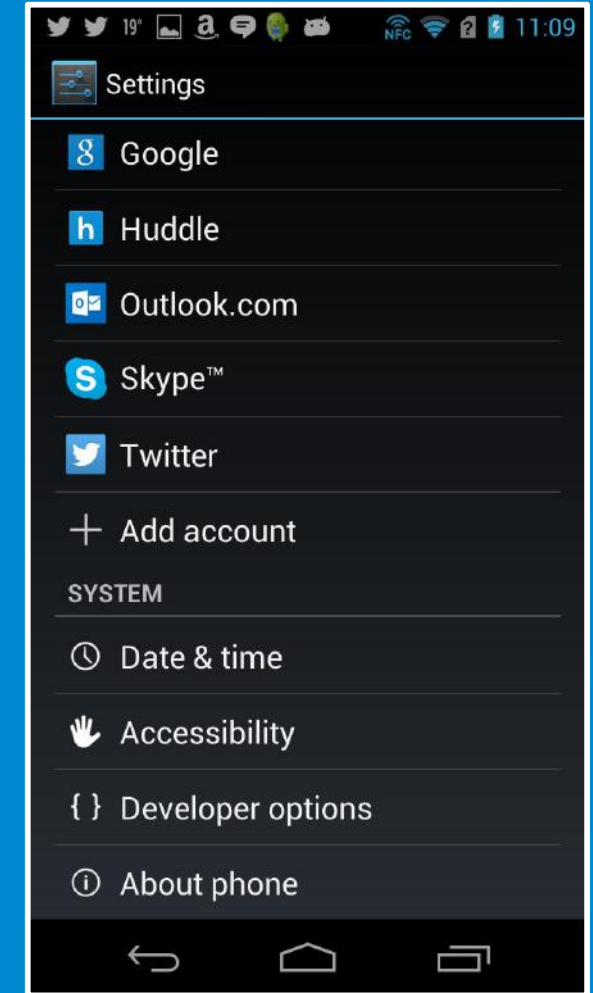 19° NFC 11:09
Settings
Google
Huddle
Outlook.com
Skype™
Twitter
Add account
SYSTEM
Date & time
Accessibility
{ } Developer options
About phone